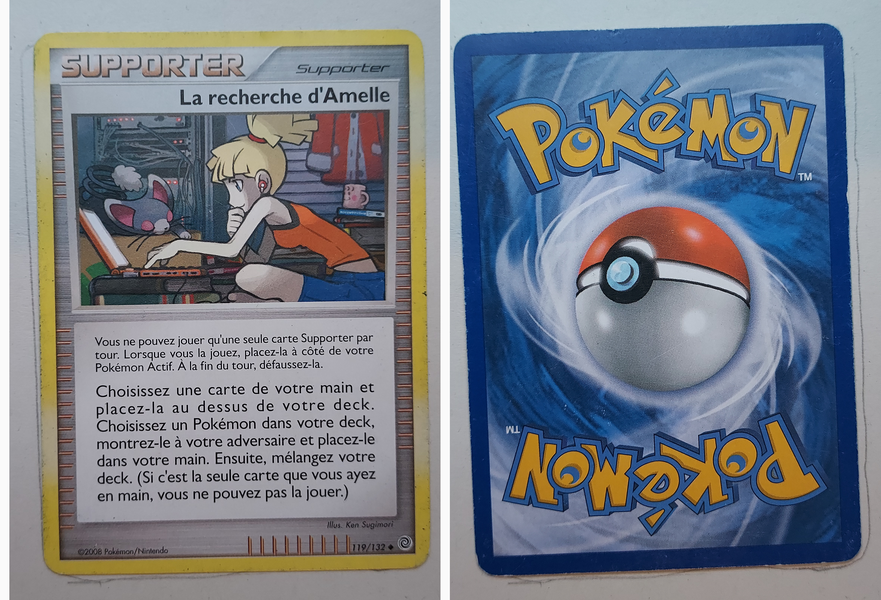 SUPPORTER
Supporter
La recherche d'Amelle
Vous ne pouvez jouer qu'une seule carte Supporter par
tour. Lorsque vous la jouez, placez-la à côté de votre
Pokémon Actif. À la fin du tour, défaussez-la.
Choisissez une carte de votre main et
placez-la au dessus de votre deck.
Choisissez un Pokémon dans votre deck,
montrez-le à votre adversaire et placez-le
dans votre main. Ensuite, mélangez votre
deck. (Si c'est la seule carte que vous ayez
en main, vous ne pouvez pas la jouer.)
Illus. Ken Sugimori
©2008 Pokémon/Nintendo
119/132
POKéMON
TM
POKéMON
TM